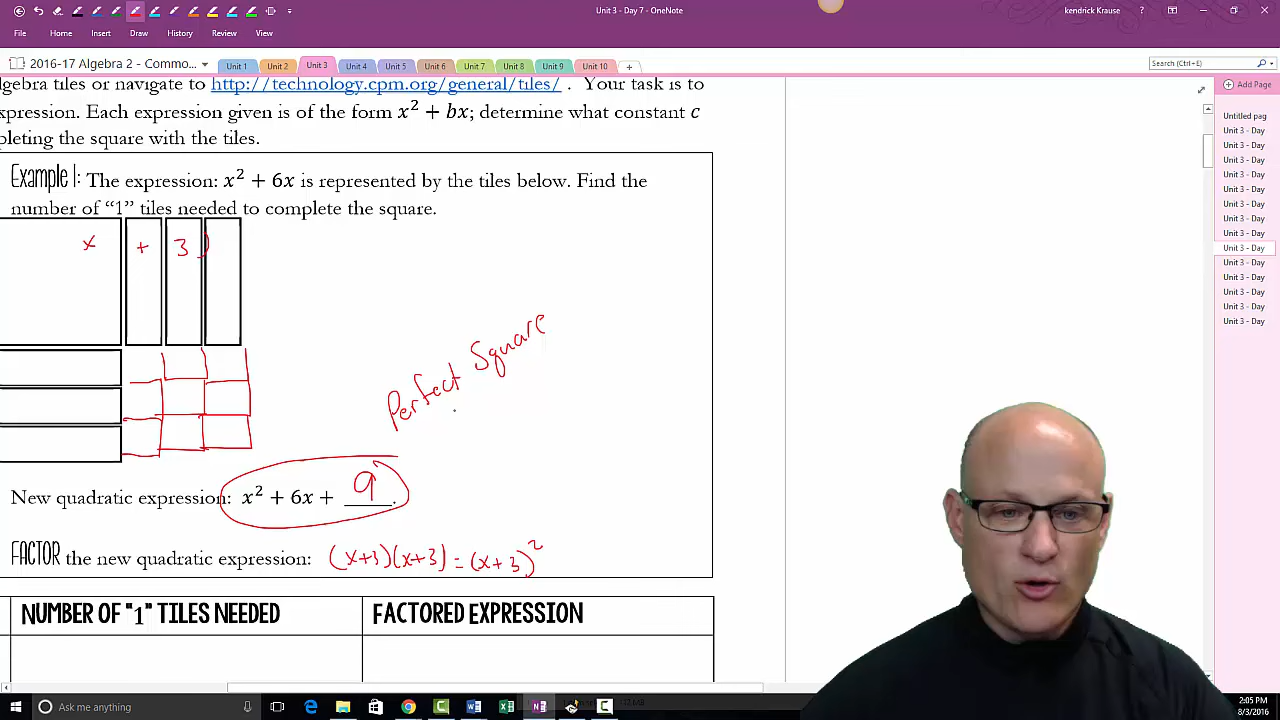 Unit 3 - Day 7 - OneNote
kendrick Krause
?
File
Home
Insert
Draw
History
Review
View
2016-17 Algebra 2 - Commo...
Unit 1
Unit 2
Unit 3
Unit 4
Unit 5
Unit 6
Unit 7
Unit 8
Unit 9
Unit 10
+
Search (Ctrl+E)
Add Page
Untitled pag
Unit 3 - Day
Unit 3 - Day
Unit 3 - Day
Unit 3 - Day
Unit 3 - Day
Unit 3 - Day
Unit 3 - Day
Unit 3 - Day
Unit 3 - Day
Unit 3 - Day
Unit 3 - Day
Unit 3 - Day
Unit 3 - Day
Unit 3 - Day
lgebra tiles or navigate to http://technology.cpm.org/general/tiles/ . Your task is to
xpression. Each expression given is of the form x² + bx; determine what constant c
pleting the square with the tiles.
Example 1: The expression: x² + 6x is represented by the tiles below. Find the
number of "1" tiles needed to complete the square.
x + 3 )
Perfect Square
New quadratic expression: x² + 6x + 9 .
FACTOR the new quadratic expression: (x+3)(x+3) = (x+3)²
NUMBER OF "1" TILES NEEDED
FACTORED EXPRESSION
Ask me anything
2:05 PM
8/3/2016